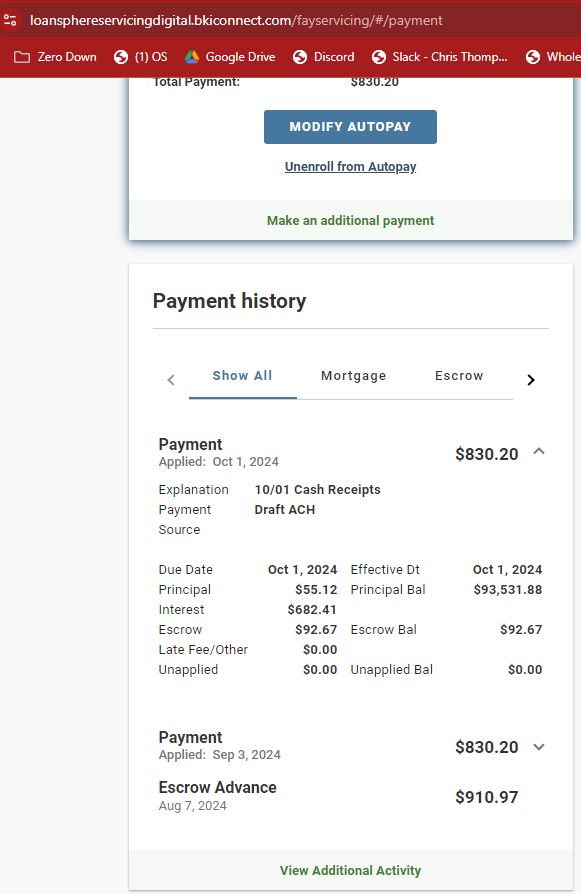 loansphereservicingdigital.bkiconnect.com/fayservicing/#/payment
Zero Down (1) OS Google Drive Discord Slack - Chris Thomp... Whole
Total Payment: $830.20
MODIFY AUTOPAY
Unenroll from Autopay
Make an additional payment
Payment history
Show All Mortgage Escrow
Payment $830.20
Applied: Oct 1, 2024
Explanation 10/01 Cash Receipts
Payment Source Draft ACH
Due Date Oct 1, 2024 Effective Dt Oct 1, 2024
Principal $55.12 Principal Bal $93,531.88
Interest $682.41
Escrow $92.67 Escrow Bal $92.67
Late Fee/Other $0.00
Unapplied $0.00 Unapplied Bal $0.00
Payment $830.20
Applied: Sep 3, 2024
Escrow Advance $910.97
Aug 7, 2024
View Additional Activity